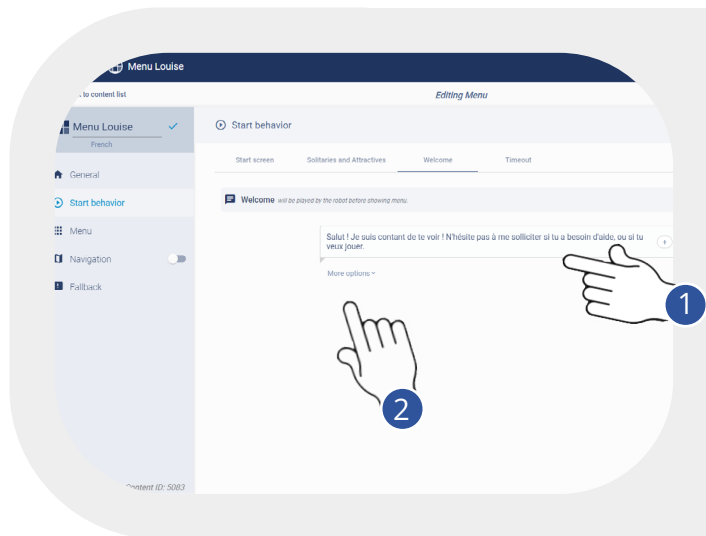 Menu Louise
to content list
Editing Menu
Menu Louise
French
Start behavior
Start screen
Solitaries and Attractives
Welcome
Timeout
General
Start behavior
Menu
Navigation
Fallback
Welcome will be played by the robot before showing menu.
Salut ! Je suis contant de te voir ! N'hésite pas à me solliciter si tu a besoin d'aide, ou si tu
veux jouer.
More options
1
2
Content ID: 5083